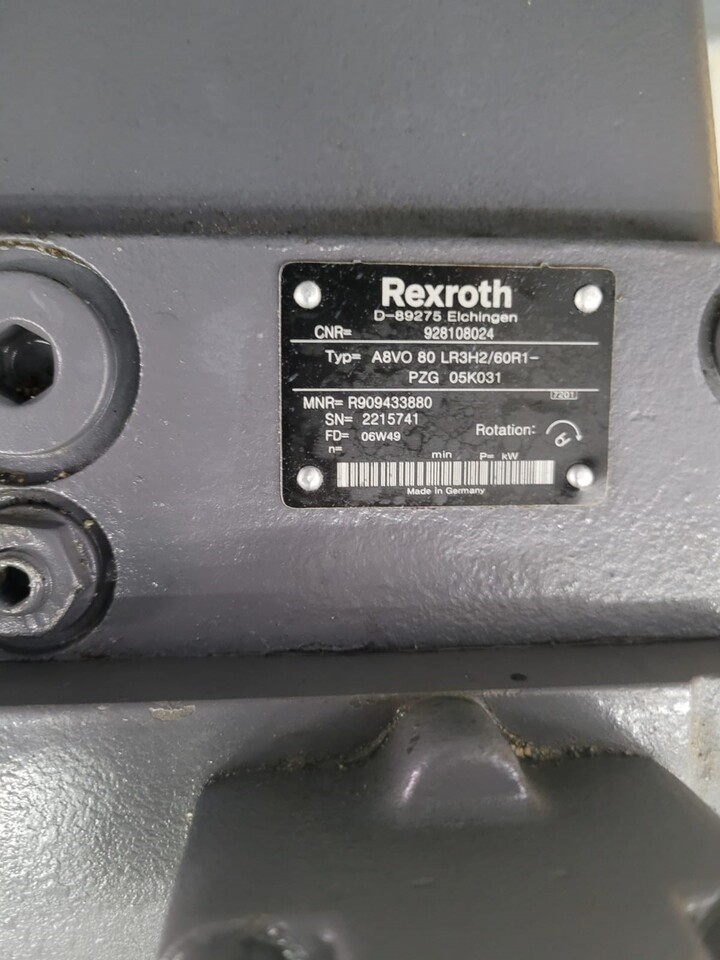 Rexroth
D-89275 Elchingen
CNR= 928108024
Typ= A8VO 80 LR3H2/60R1-
PZG 05K031
7201
MNR= R909433880
SN= 2215741
FD= 06W49
Rotation:
n= min P= kW
Made in Germany